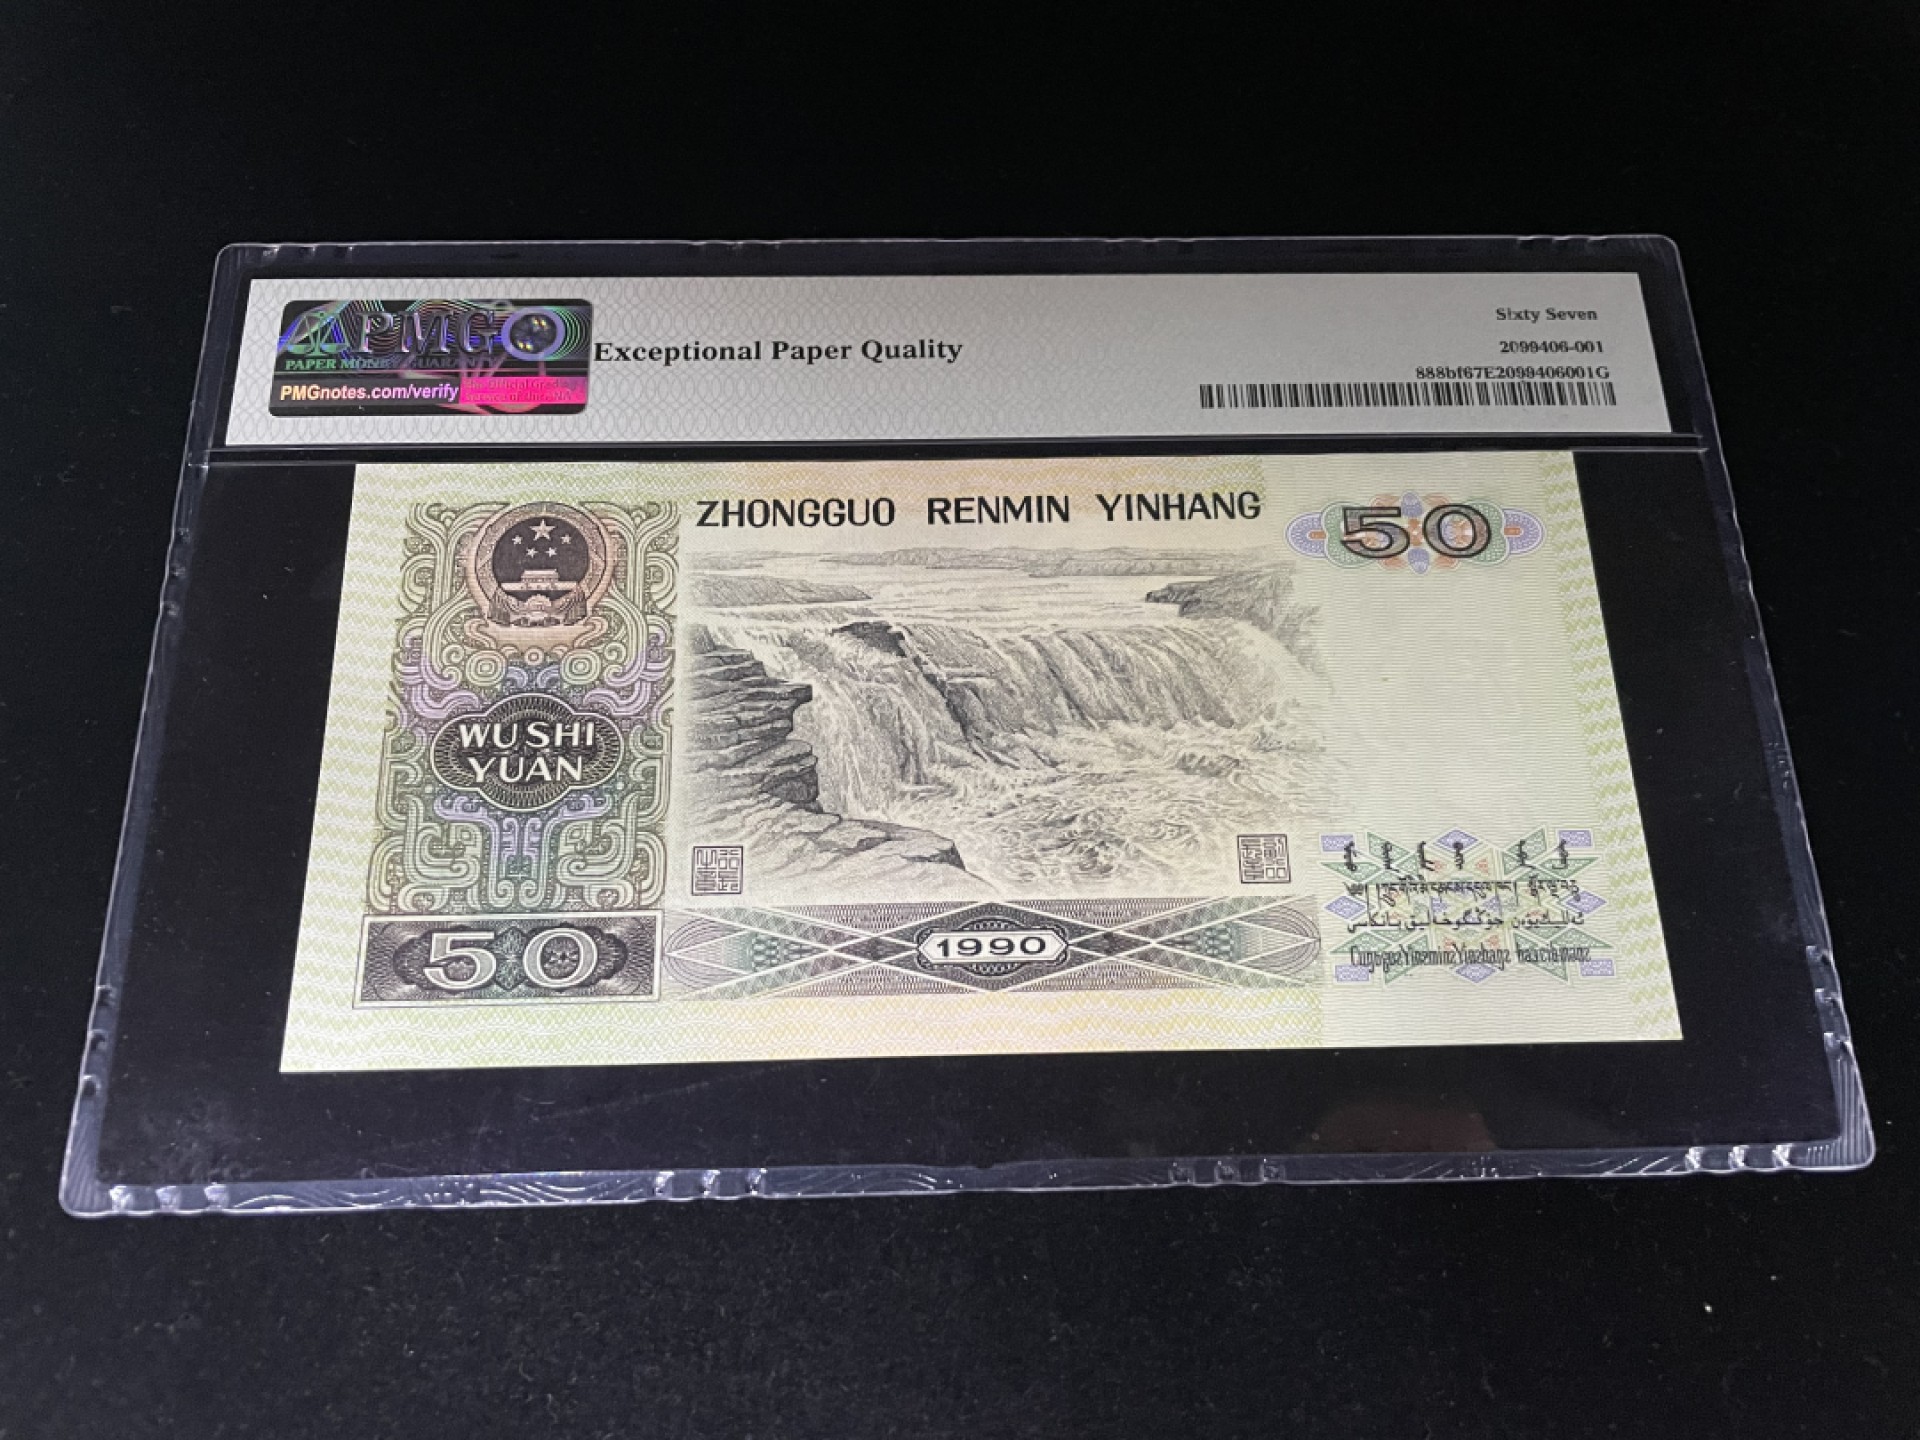 PMG
PAPER MONEY GUARANTY
PMGnotes.com/verify
Exceptional Paper Quality
Sixty Seven
2099406-001
888bf67E2099406001G
ZHONGGUO RENMIN YINHANG
50
WU SHI
YUAN
50
1990